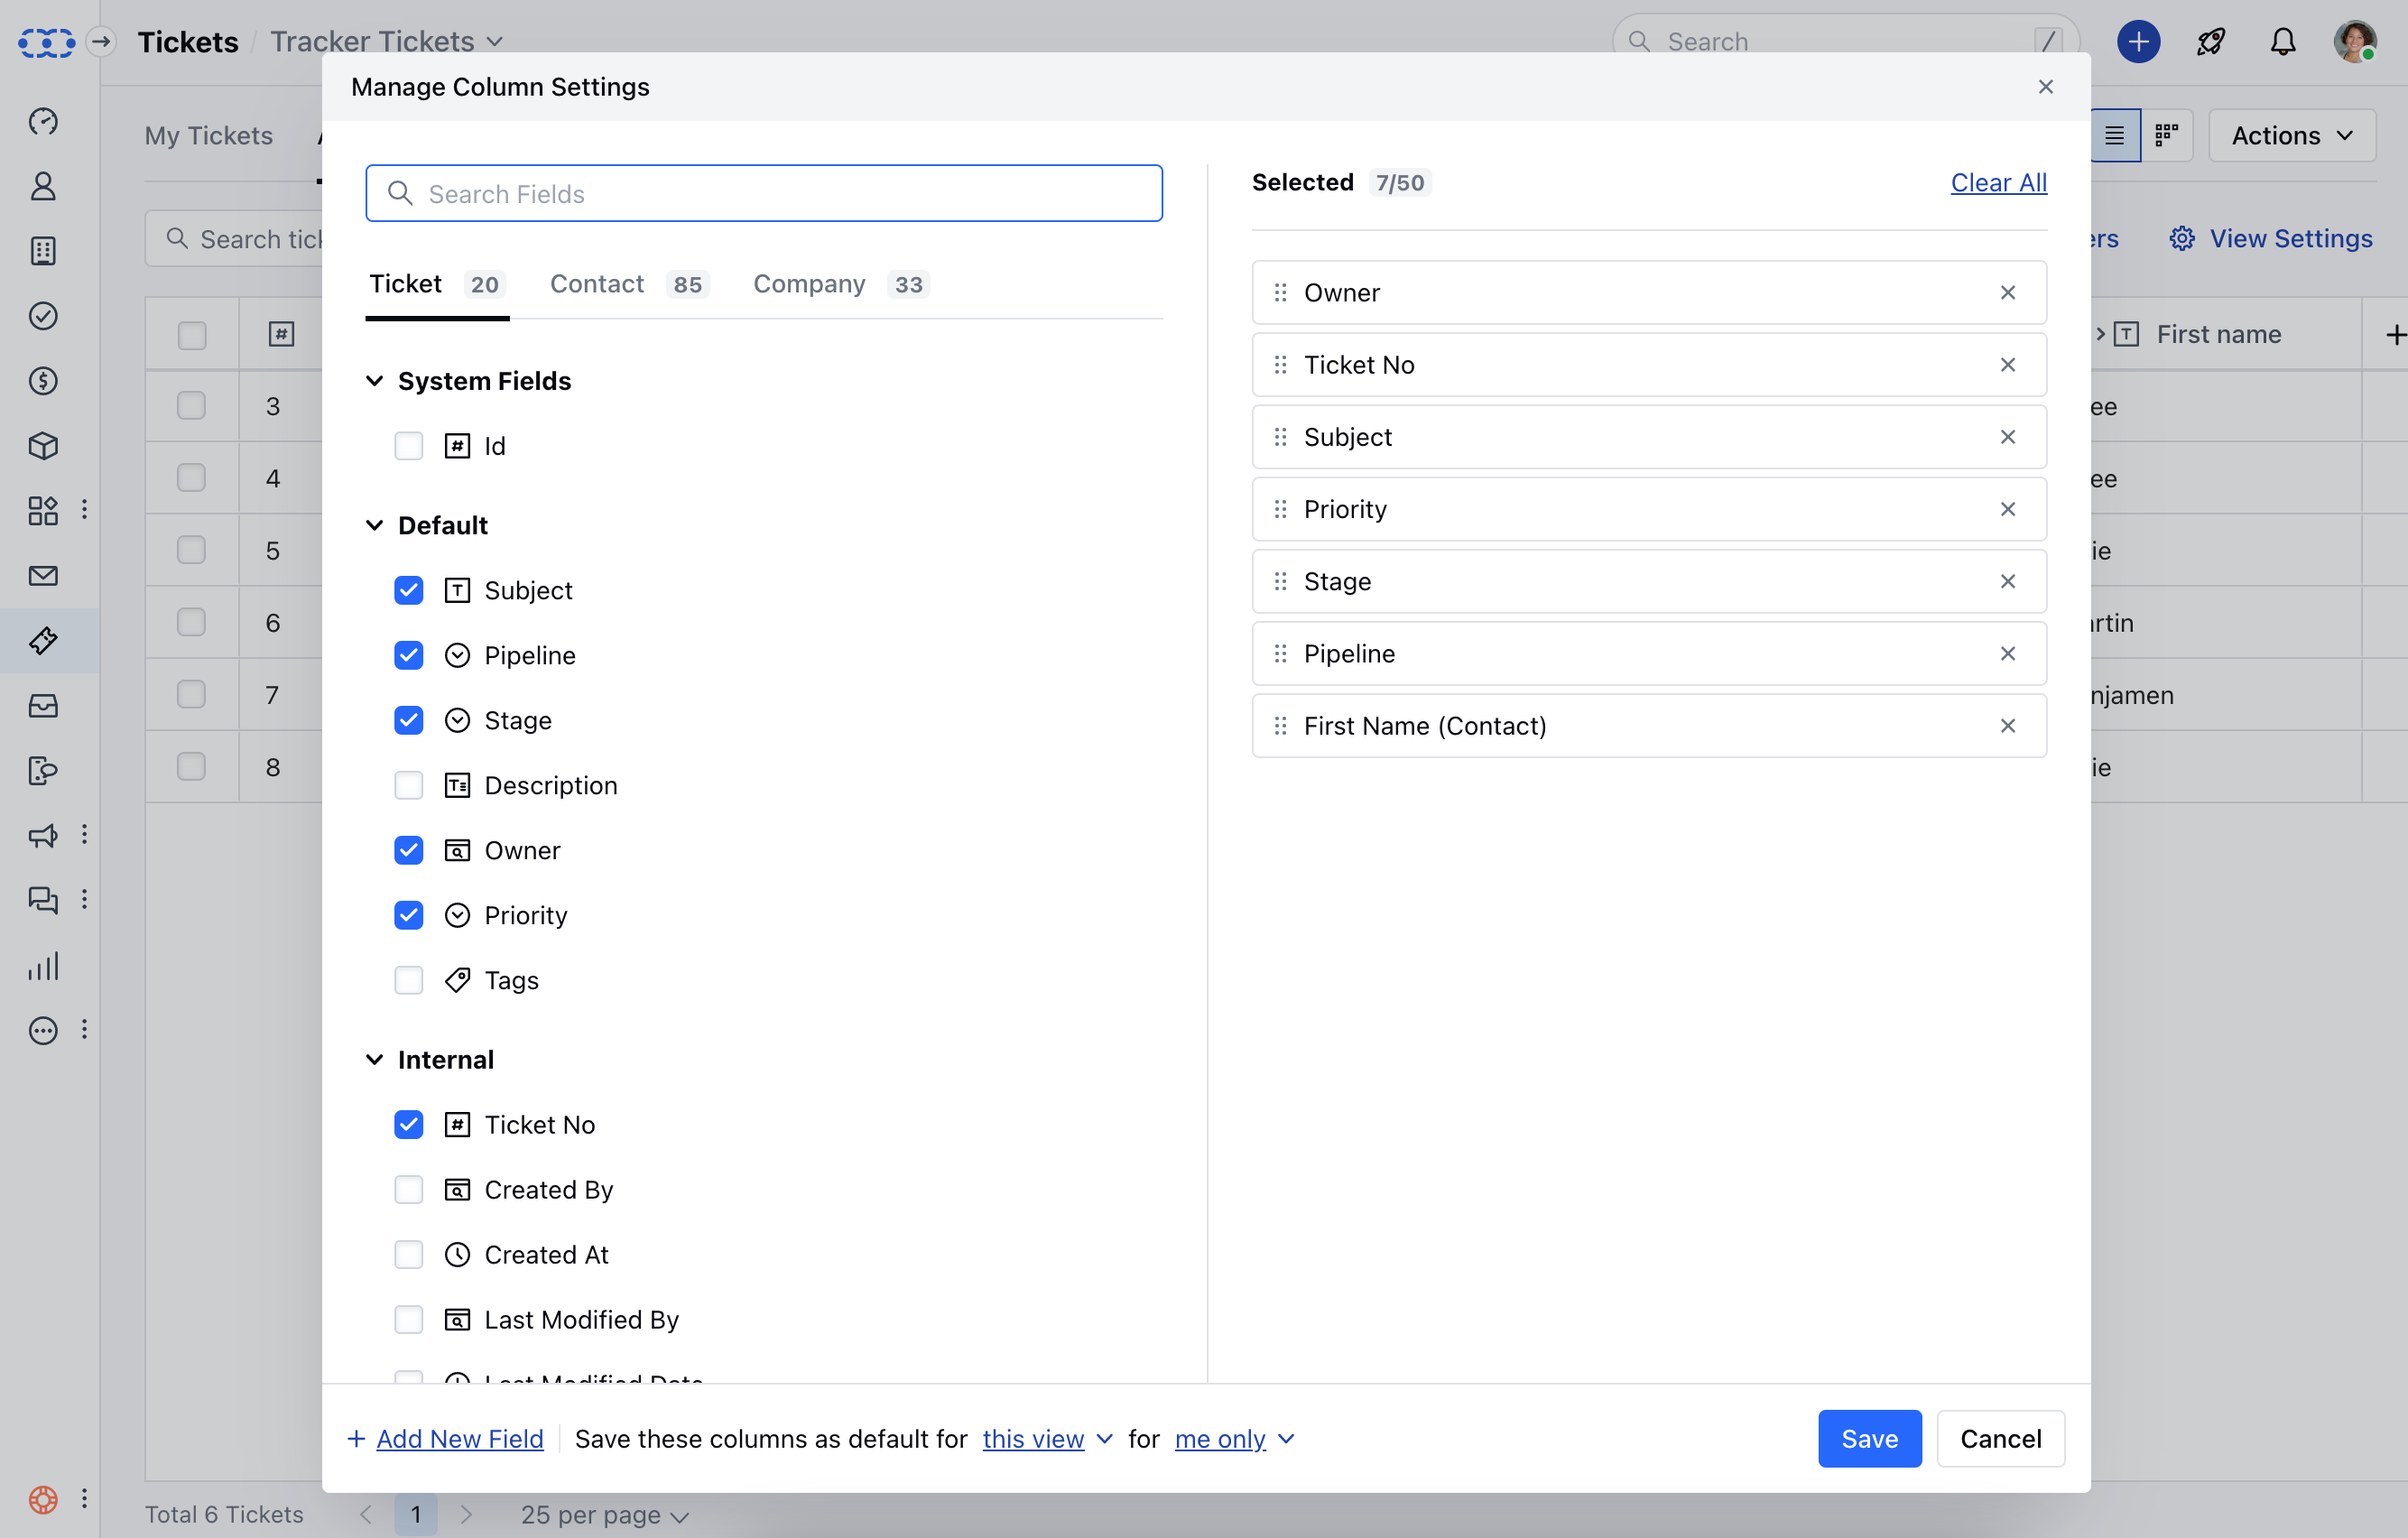 Tickets / Tracker Tickets
Search /
Manage Column Settings
My Tickets
Actions
Search Fields
Selected 7/50
Clear All
Search tick
View Settings
Ticket 20 Contact 85 Company 33
Owner
Ticket No
Subject
Priority
Stage
Pipeline
First Name (Contact)
First name
System Fields
Id
Default
Subject
Pipeline
Stage
Description
Owner
Priority
Tags
Internal
Ticket No
Created By
Created At
Last Modified By
Last Modified Date
3
4
5
6
7
8
ee
ee
ie
rtin
njamen
ie
+ Add New Field
Save these columns as default for this view for me only
Save
Cancel
Total 6 Tickets
1
25 per page